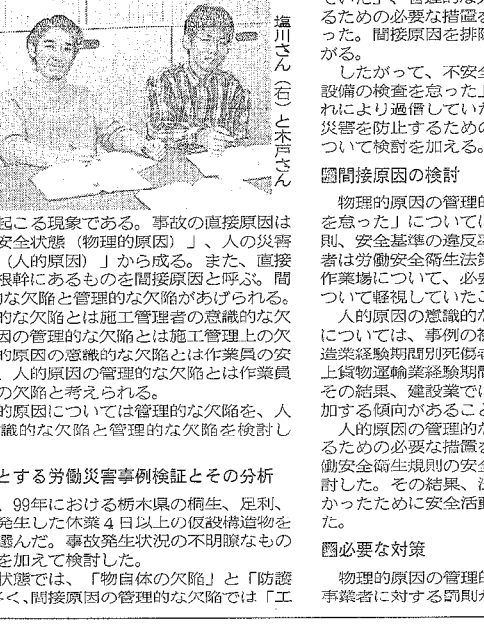 塩川さん（右）と木戸さん
起こる現象である。事故の直接原因は
安全状態（物理的原因）」、人の災害
（人的原因）」から成る。また、直接
根幹にあるものを間接原因と呼ぶ。間
的な欠陥と管理的な欠陥があげられる。
的な欠陥とは施工管理者の意識的な欠
因の管理的な欠陥とは施工管理上の欠
的原因の意識的な欠陥とは作業員の安
、人的原因の管理的な欠陥とは作業員
の欠陥と考えられる。
的原因については管理的な欠陥を、人
識的な欠陥と管理的な欠陥を検討し
とする労働災害事例検証とその分析
、99年における栃木県の桐生、足利、
発生した休業４日以上の仮設構造物を
選んだ。事故発生状況の不明瞭なもの
を加えて検討した。
状態では、「物自体の欠陥」と「防護
く、間接原因の管理的な欠陥では「工
るための必要な措置を
った。間接原因を排除
がる。
したがって、不安全
設備の検査を怠った」
れにより過信していた
災害を防止するための
ついて検討を加える。
間接原因の検討
物理的原因の管理的
を怠った」については
則、安全基準の違反事
者は労働安全衛生法第
作業場について、必要
ついて軽視していたこ
人的原因の意識的な
については、事例の被
造業経験期間別死傷者
上貨物運輸業経験期間
その結果、建設業では
加する傾向があること
人的原因の管理的な
るための必要な措置を
働安全衛生規則の安全
討した。その結果、法
かったために安全活動
た。
必要な対策
物理的原因の管理的
事業者に対する罰則が